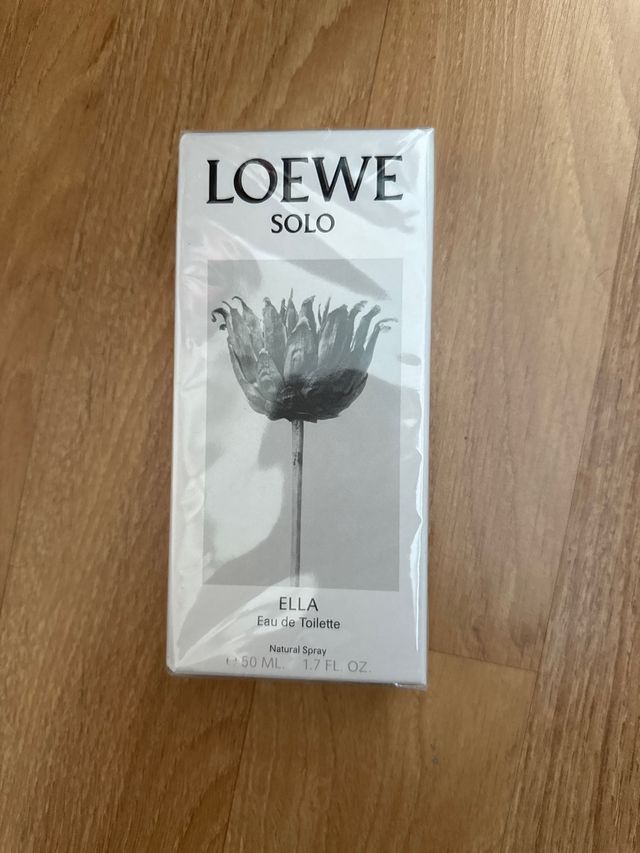 LOEWE
SOLO
ELLA
Eau de Toilette
Natural Spray
℮ 50 ML. 1.7 FL. OZ.